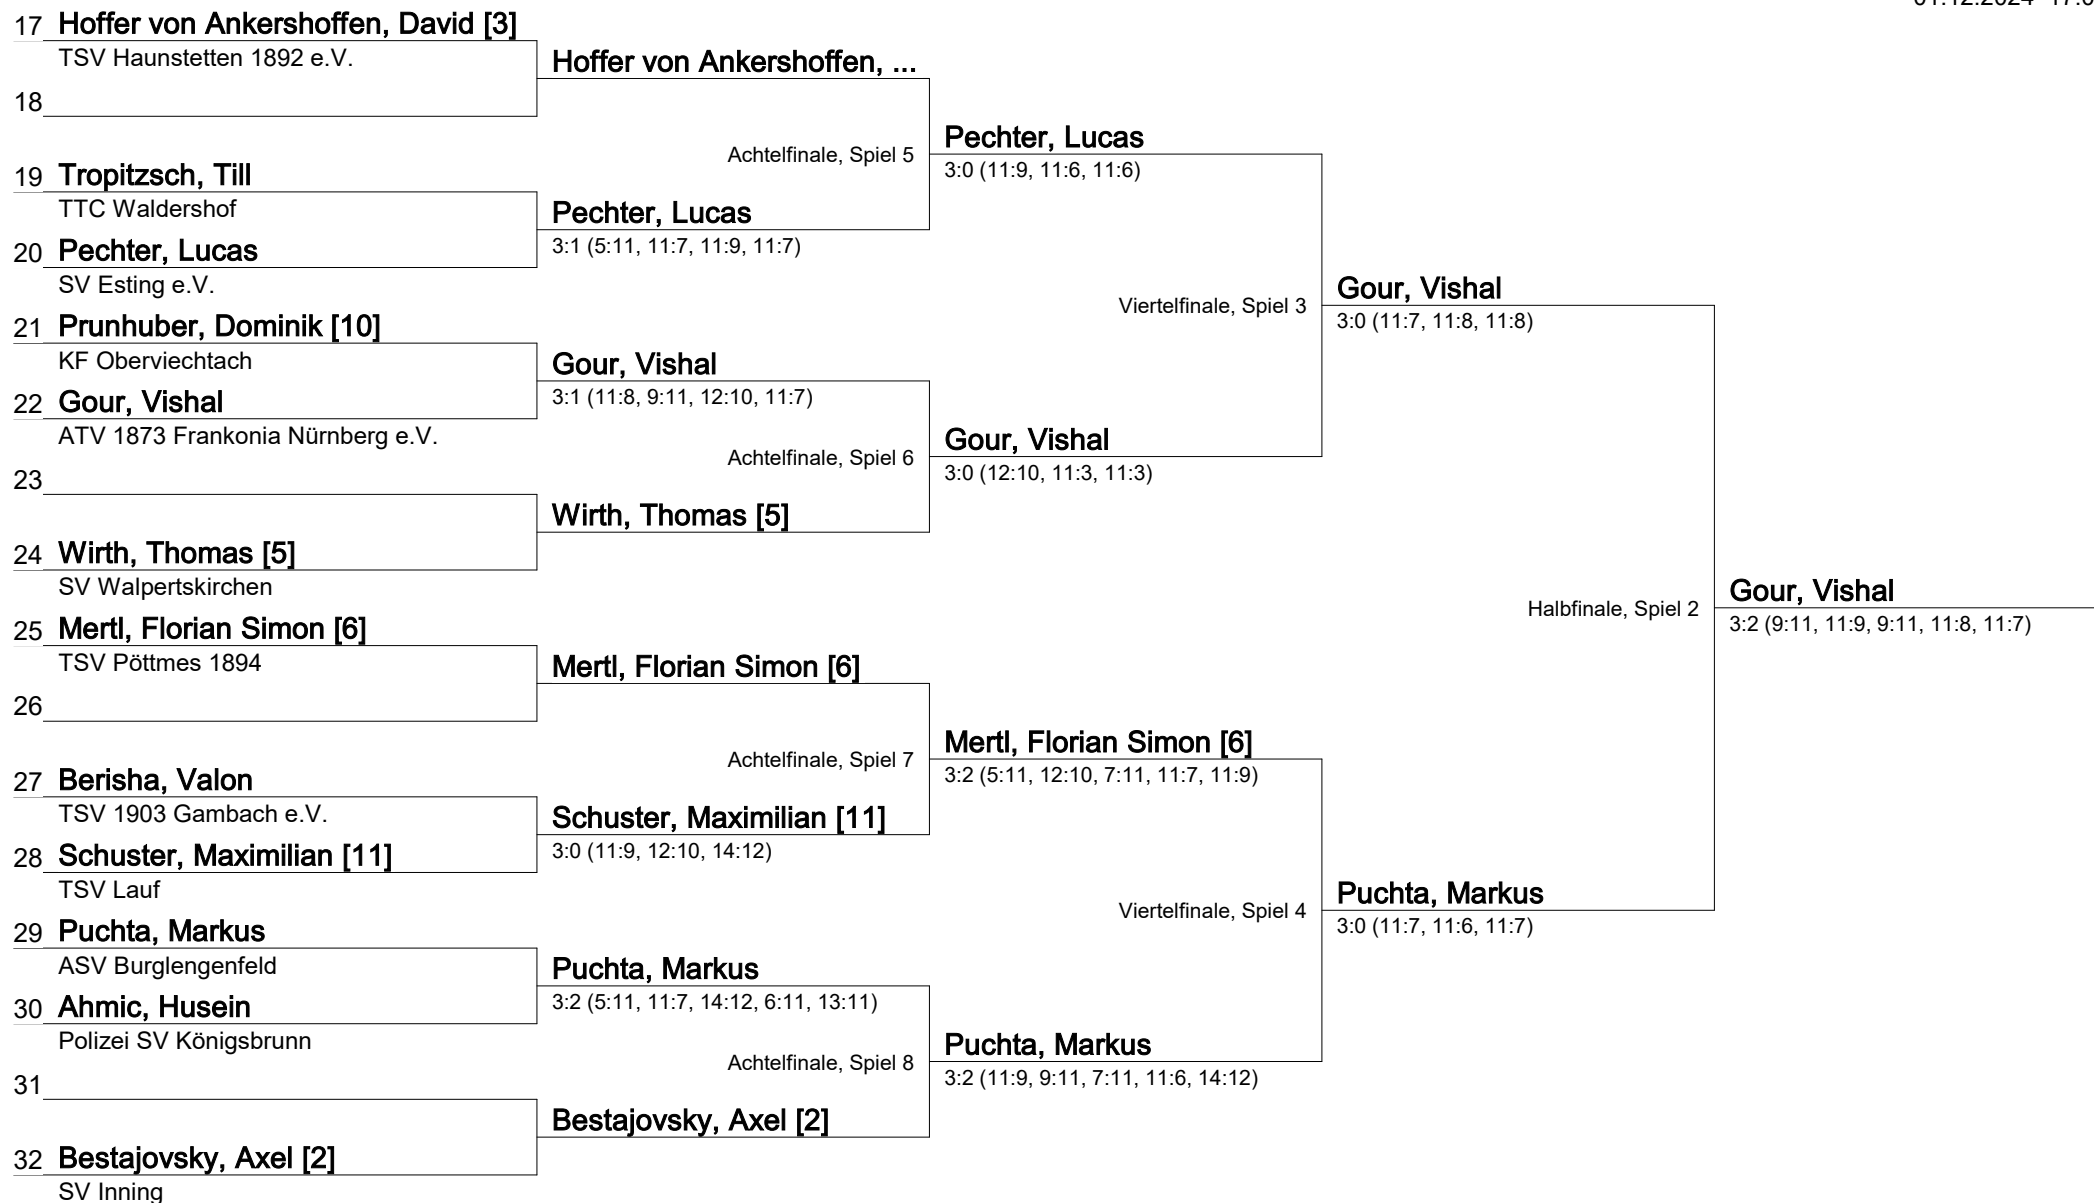 17 Hoffer von Ankershoffen, David [3]
TSV Haunstetten 1892 e.V.
Hoffer von Ankershoffen, ...
18
Pechter, Lucas
Achtelfinale, Spiel 5
3:0 (11:9, 11:6, 11:6)
19 Tropitzsch, Till
TTC Waldershof
Pechter, Lucas
3:1 (5:11, 11:7, 11:9, 11:7)
20 Pechter, Lucas
SV Esting e.V.
Gour, Vishal
Viertelfinale, Spiel 3
3:0 (11:7, 11:8, 11:8)
21 Prunhuber, Dominik [10]
KF Oberviechtach
Gour, Vishal
3:1 (11:8, 9:11, 12:10, 11:7)
22 Gour, Vishal
ATV 1873 Frankonia Nürnberg e.V.
Gour, Vishal
Achtelfinale, Spiel 6
3:0 (12:10, 11:3, 11:3)
23
Wirth, Thomas [5]
24 Wirth, Thomas [5]
SV Walpertskirchen
Gour, Vishal
Halbfinale, Spiel 2
3:2 (9:11, 11:9, 9:11, 11:8, 11:7)
25 Mertl, Florian Simon [6]
TSV Pöttmes 1894
Mertl, Florian Simon [6]
26
Mertl, Florian Simon [6]
Achtelfinale, Spiel 7
3:2 (5:11, 12:10, 7:11, 11:7, 11:9)
27 Berisha, Valon
TSV 1903 Gambach e.V.
Schuster, Maximilian [11]
3:0 (11:9, 12:10, 14:12)
28 Schuster, Maximilian [11]
TSV Lauf
Puchta, Markus
Viertelfinale, Spiel 4
3:0 (11:7, 11:6, 11:7)
29 Puchta, Markus
ASV Burglengenfeld
Puchta, Markus
3:2 (5:11, 11:7, 14:12, 6:11, 13:11)
30 Ahmic, Husein
Polizei SV Königsbrunn
Puchta, Markus
Achtelfinale, Spiel 8
3:2 (11:9, 9:11, 7:11, 11:6, 14:12)
31
Bestajovsky, Axel [2]
32 Bestajovsky, Axel [2]
SV Inning